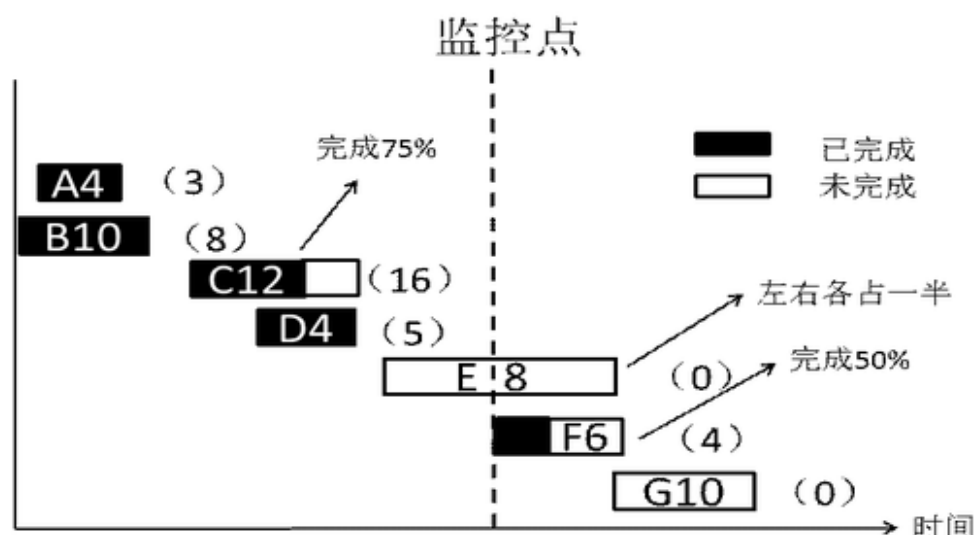 监控点
完成75%
已完成
未完成
A4 （3）
B10 （8）
C12 （16）
D4 （5）
左右各占一半
E 8 （0）
完成50%
F6 （4）
G10 （0）
时间